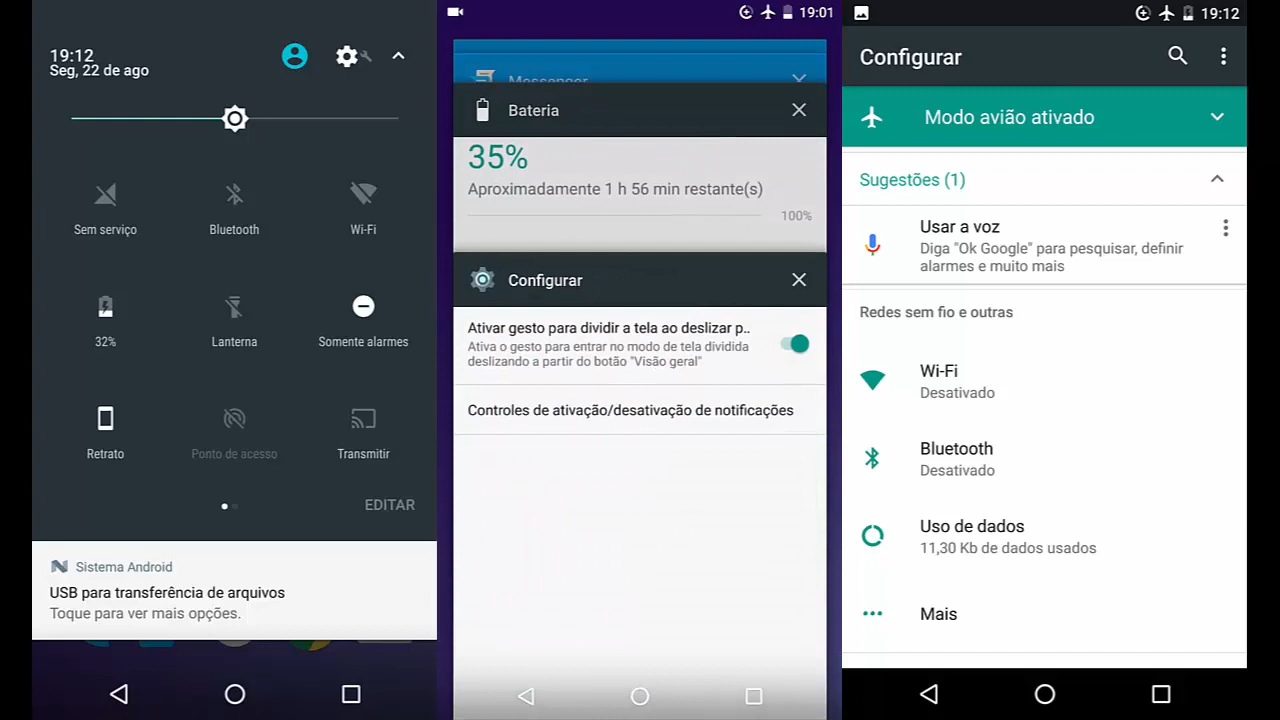 19:12
Seg, 22 de ago
Sem serviço
Bluetooth
Wi-Fi
32%
Lanterna
Somente alarmes
Retrato
Ponto de acesso
Transmitir
EDITAR
Sistema Android
USB para transferência de arquivos
Toque para ver mais opções.
19:01
Messenger
Bateria
35%
Aproximadamente 1 h 56 min restante(s)
100%
Configurar
Ativar gesto para dividir a tela ao deslizar p..
Ativa o gesto para entrar no modo de tela dividida
deslizando a partir do botão "Visão geral"
Controles de ativação/desativação de notificações
19:12
Configurar
Modo avião ativado
Sugestões (1)
Usar a voz
Diga "Ok Google" para pesquisar, definir
alarmes e muito mais
Redes sem fio e outras
Wi-Fi
Desativado
Bluetooth
Desativado
Uso de dados
11,30 Kb de dados usados
Mais